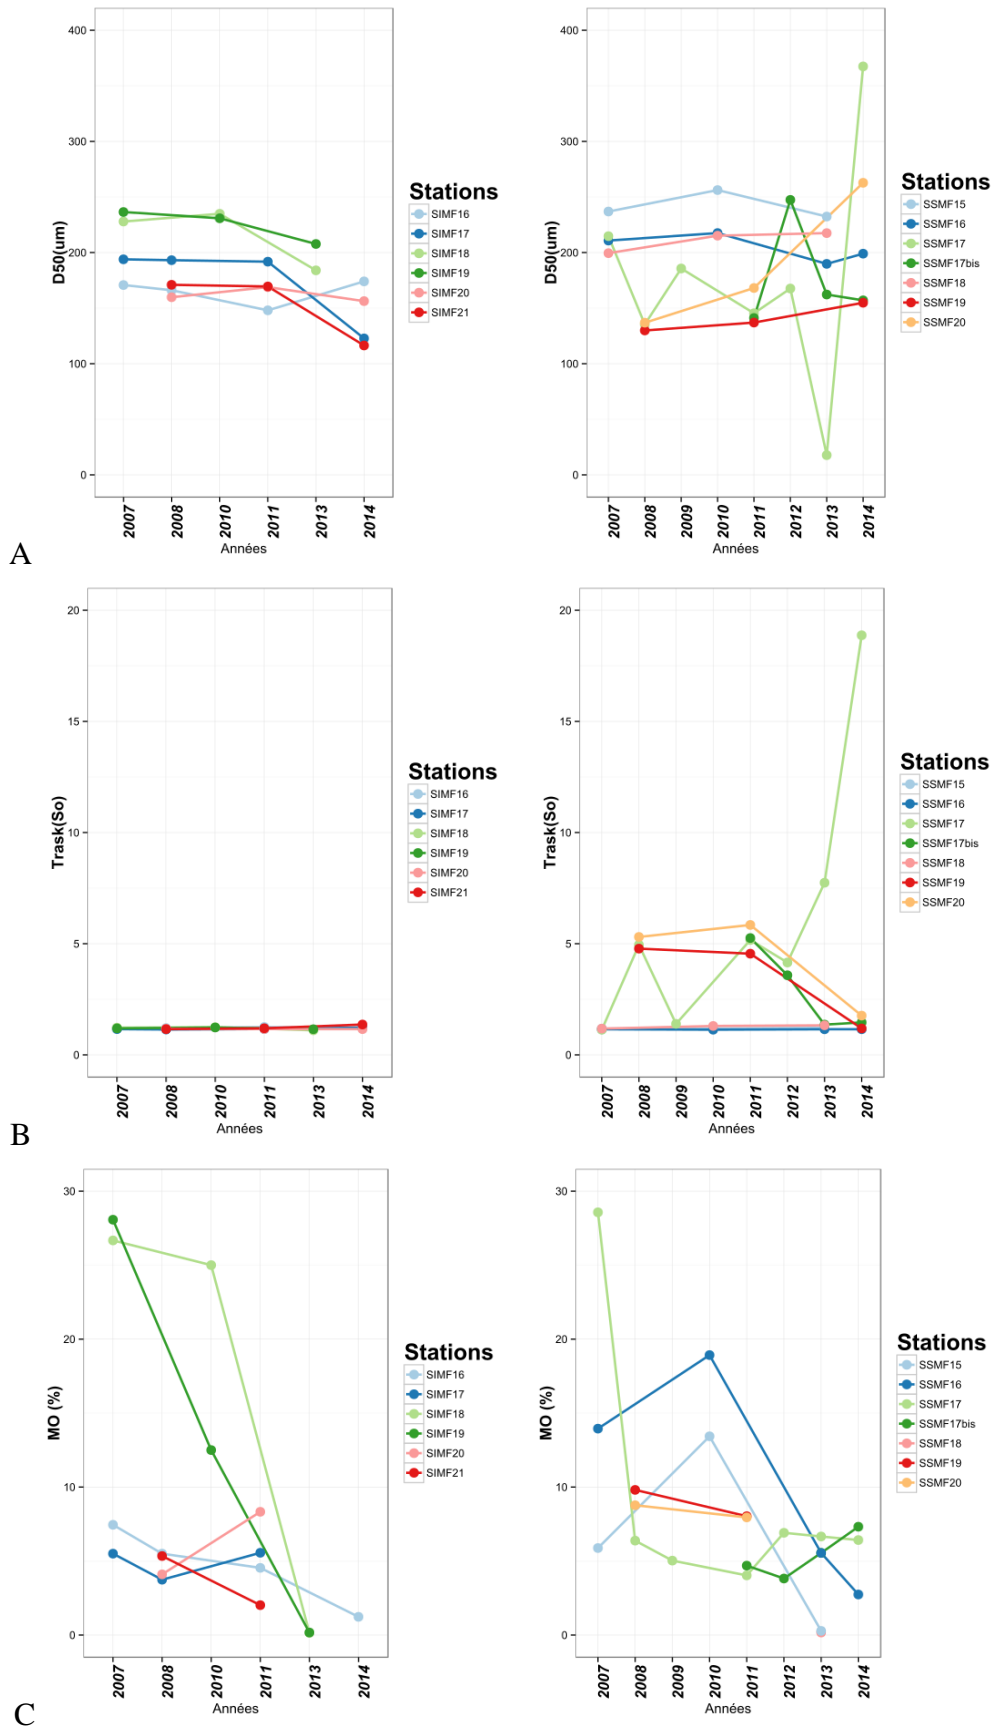 400
300
200
100
0
D50(um)
2007
2008
2010
2011
2013
2014
Années
Stations
SIMF16
SIMF17
SIMF18
SIMF19
SIMF20
SIMF21
400
300
200
100
0
D50(um)
2007
2008
2009
2010
2011
2012
2013
2014
Années
Stations
SSMF15
SSMF16
SSMF17
SSMF17bis
SSMF18
SSMF19
SSMF20
A
20
15
10
5
0
Trask(So)
2007
2008
2010
2011
2013
2014
Années
Stations
SIMF16
SIMF17
SIMF18
SIMF19
SIMF20
SIMF21
20
15
10
5
0
Trask(So)
2007
2008
2009
2010
2011
2012
2013
2014
Années
Stations
SSMF15
SSMF16
SSMF17
SSMF17bis
SSMF18
SSMF19
SSMF20
B
30
20
10
0
MO (%)
2007
2008
2010
2011
2013
2014
Années
Stations
SIMF16
SIMF17
SIMF18
SIMF19
SIMF20
SIMF21
30
20
10
0
MO (%)
2007
2008
2009
2010
2011
2012
2013
2014
Années
Stations
SSMF15
SSMF16
SSMF17
SSMF17bis
SSMF18
SSMF19
SSMF20
C